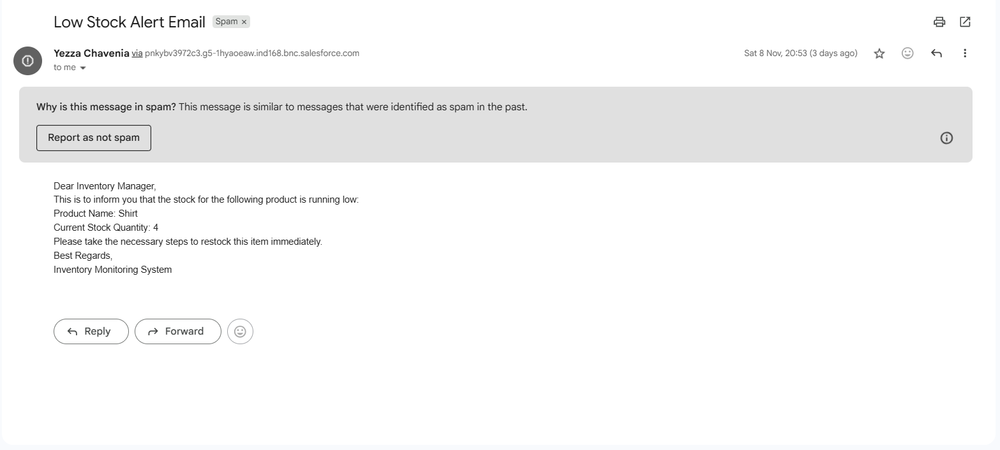 Low Stock Alert Email Spam ×
Yezza Chavenia via pnkybv3972c3.g5-1hyaoeaw.ind168.bnc.salesforce.com Sat 8 Nov, 20:53 (3 days ago)
to me
Why is this message in spam? This message is similar to messages that were identified as spam in the past.
Report as not spam
Dear Inventory Manager,
This is to inform you that the stock for the following product is running low:
Product Name: Shirt
Current Stock Quantity: 4
Please take the necessary steps to restock this item immediately.
Best Regards,
Inventory Monitoring System
Reply Forward